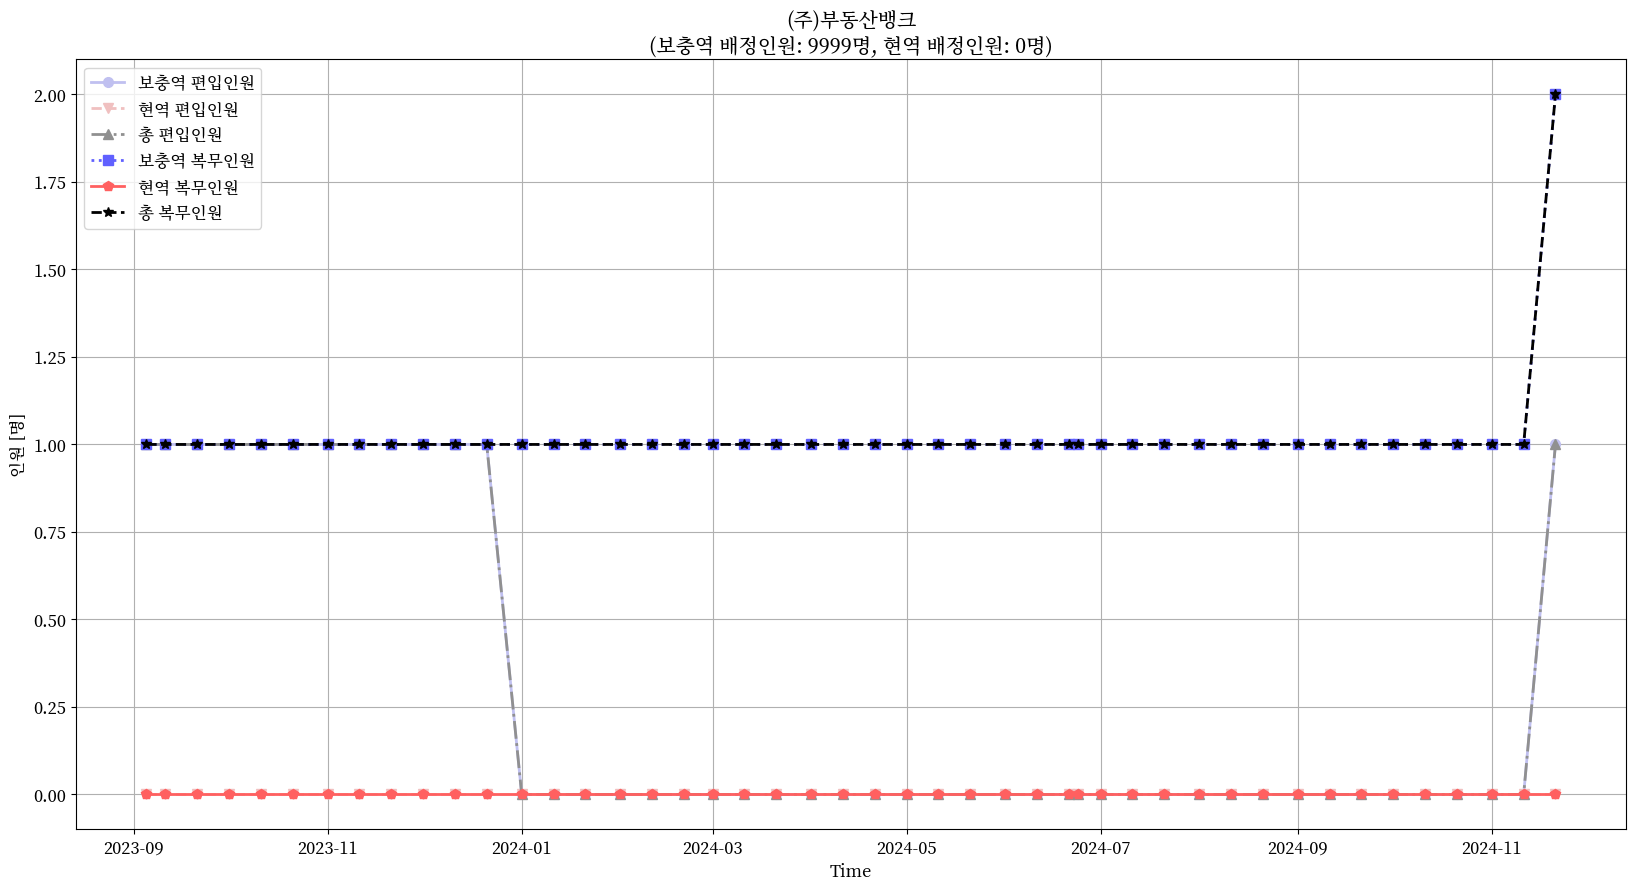 (주)부동산뱅크
(보충역 배정인원: 9999명, 현역 배정인원: 0명)
보충역 편입인원
현역 편입인원
총 편입인원
보충역 복무인원
현역 복무인원
총 복무인원
2.00
1.75
1.50
1.25
1.00
0.75
0.50
0.25
0.00
인원 [명]
2023-09 2023-11 2024-01 2024-03 2024-05 2024-07 2024-09 2024-11
Time